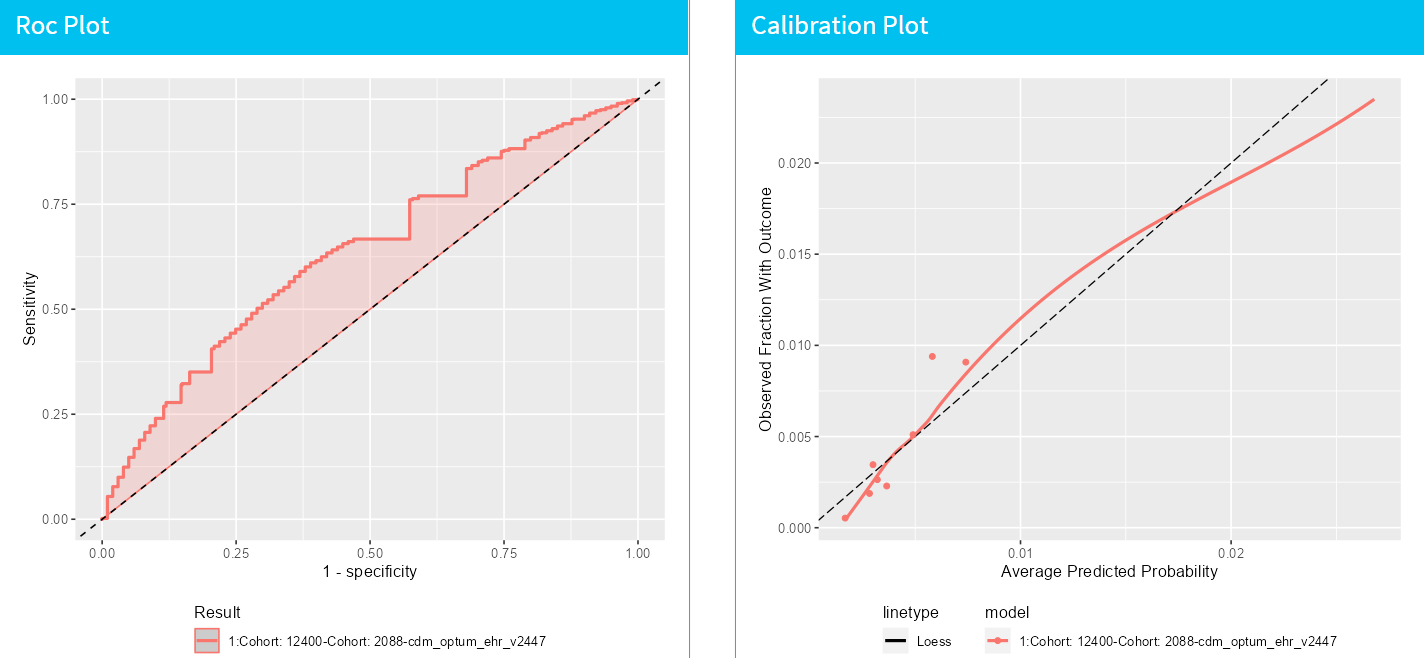 Roc Plot
1.00
0.75
0.50
0.25
0.00
Sensitivity
0.00 0.25 0.50 0.75 1.00
1 - specificity
Result
1:Cohort: 12400-Cohort: 2088-cdm_optum_ehr_v2447
Calibration Plot
0.020
0.015
0.010
0.005
0.000
Observed Fraction With Outcome
0.01 0.02
Average Predicted Probability
linetype model
Loess 1:Cohort: 12400-Cohort: 2088-cdm_optum_ehr_v2447